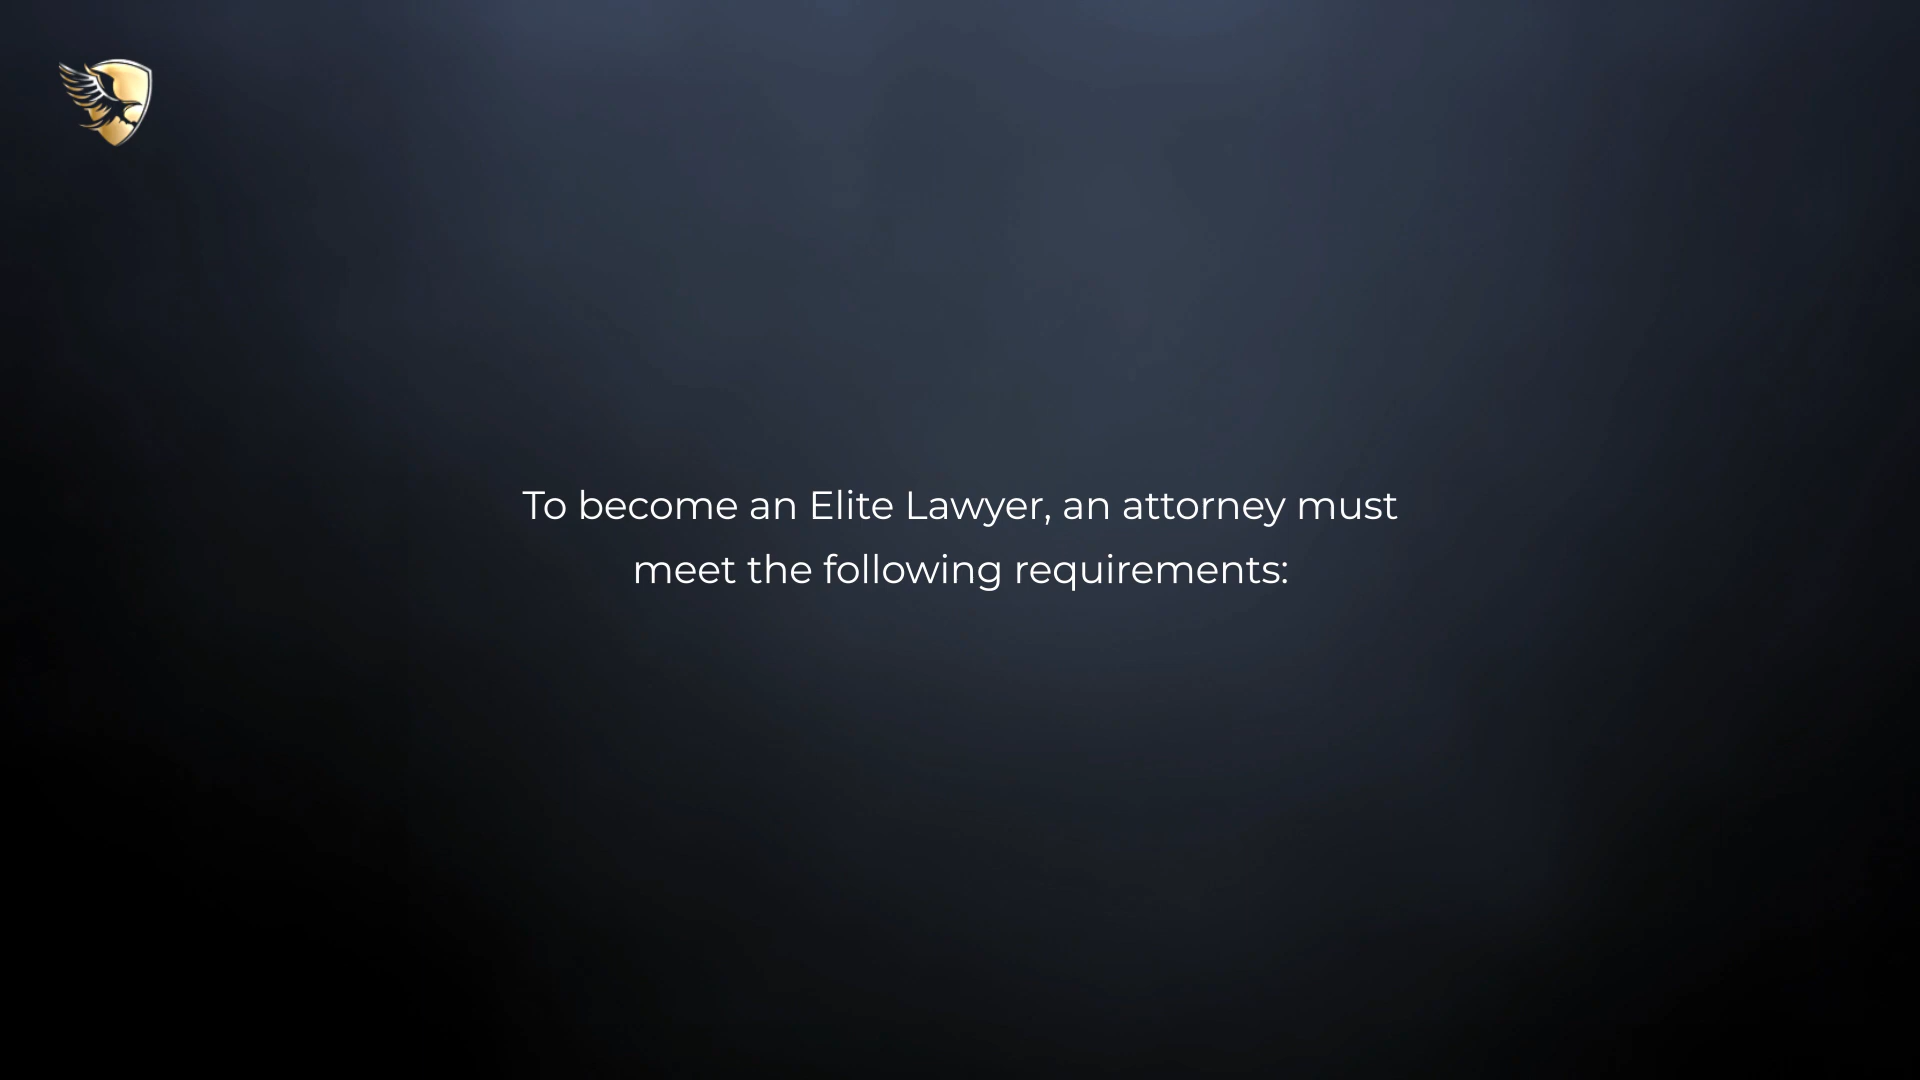 To become an Elite Lawyer, an attorney must
meet the following requirements: